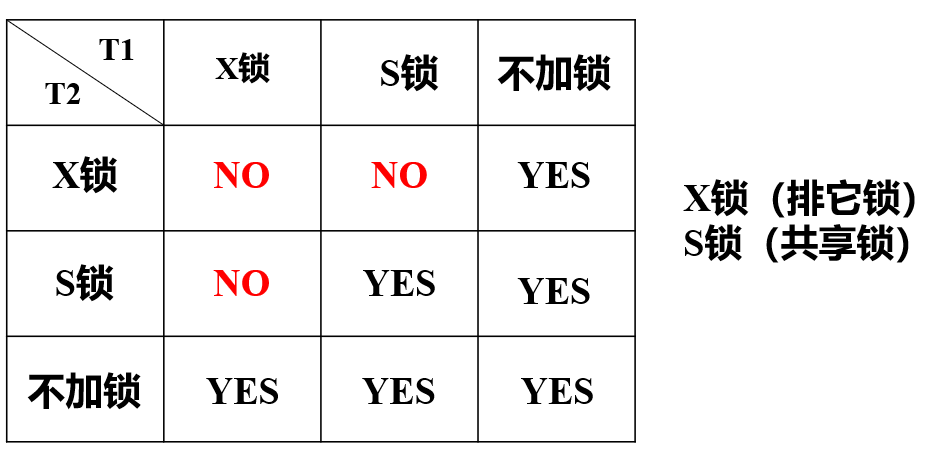 T1
T2
X锁
S锁
不加锁
X锁
NO
NO
YES
S锁
NO
YES
YES
不加锁
YES
YES
YES
X锁（排它锁）
S锁（共享锁）